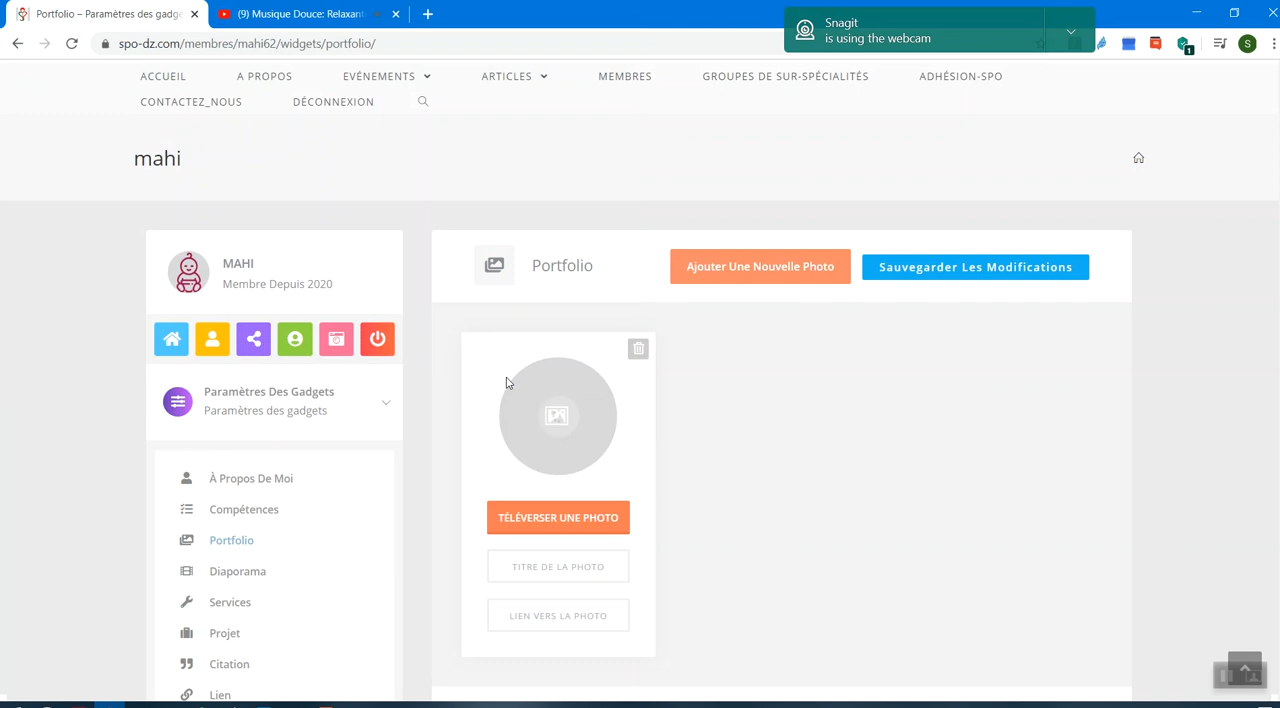 Portfolio – Paramètres des gadge
(9) Musique Douce: Relaxant
Snagit
is using the webcam
spo-dz.com/membres/mahi62/widgets/portfolio/
1
S
ACCUEIL
A PROPOS
EVÉNEMENTS
ARTICLES
MEMBRES
GROUPES DE SUR-SPÉCIALITÉS
ADHÉSION-SPO
CONTACTEZ_NOUS
DÉCONNEXION
mahi
MAHI
Membre Depuis 2020
Portfolio
Ajouter Une Nouvelle Photo
Sauvegarder Les Modifications
Paramètres Des Gadgets
Paramètres des gadgets
À Propos De Moi
Compétences
Portfolio
Diaporama
Services
Projet
Citation
Lien
TÉLÉVERSER UNE PHOTO
TITRE DE LA PHOTO
LIEN VERS LA PHOTO